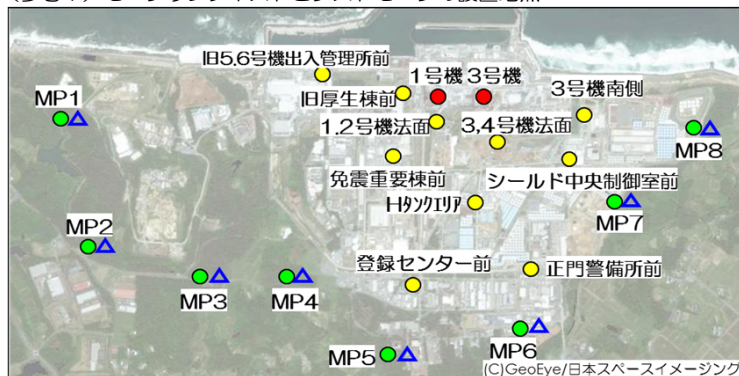 旧5.6号機出入管理所前
1号機 3号機
旧厚生棟前
3号機南側
MP1
1.2号機法面
3,4号機法面
MP8
免震重要棟前
シールド中央制御室前
Hタンクエリア
MP7
MP2
登録センター前
正門警備所前
MP3
MP4
MP6
MP5
(C)GeoEye/日本スペースイメージング